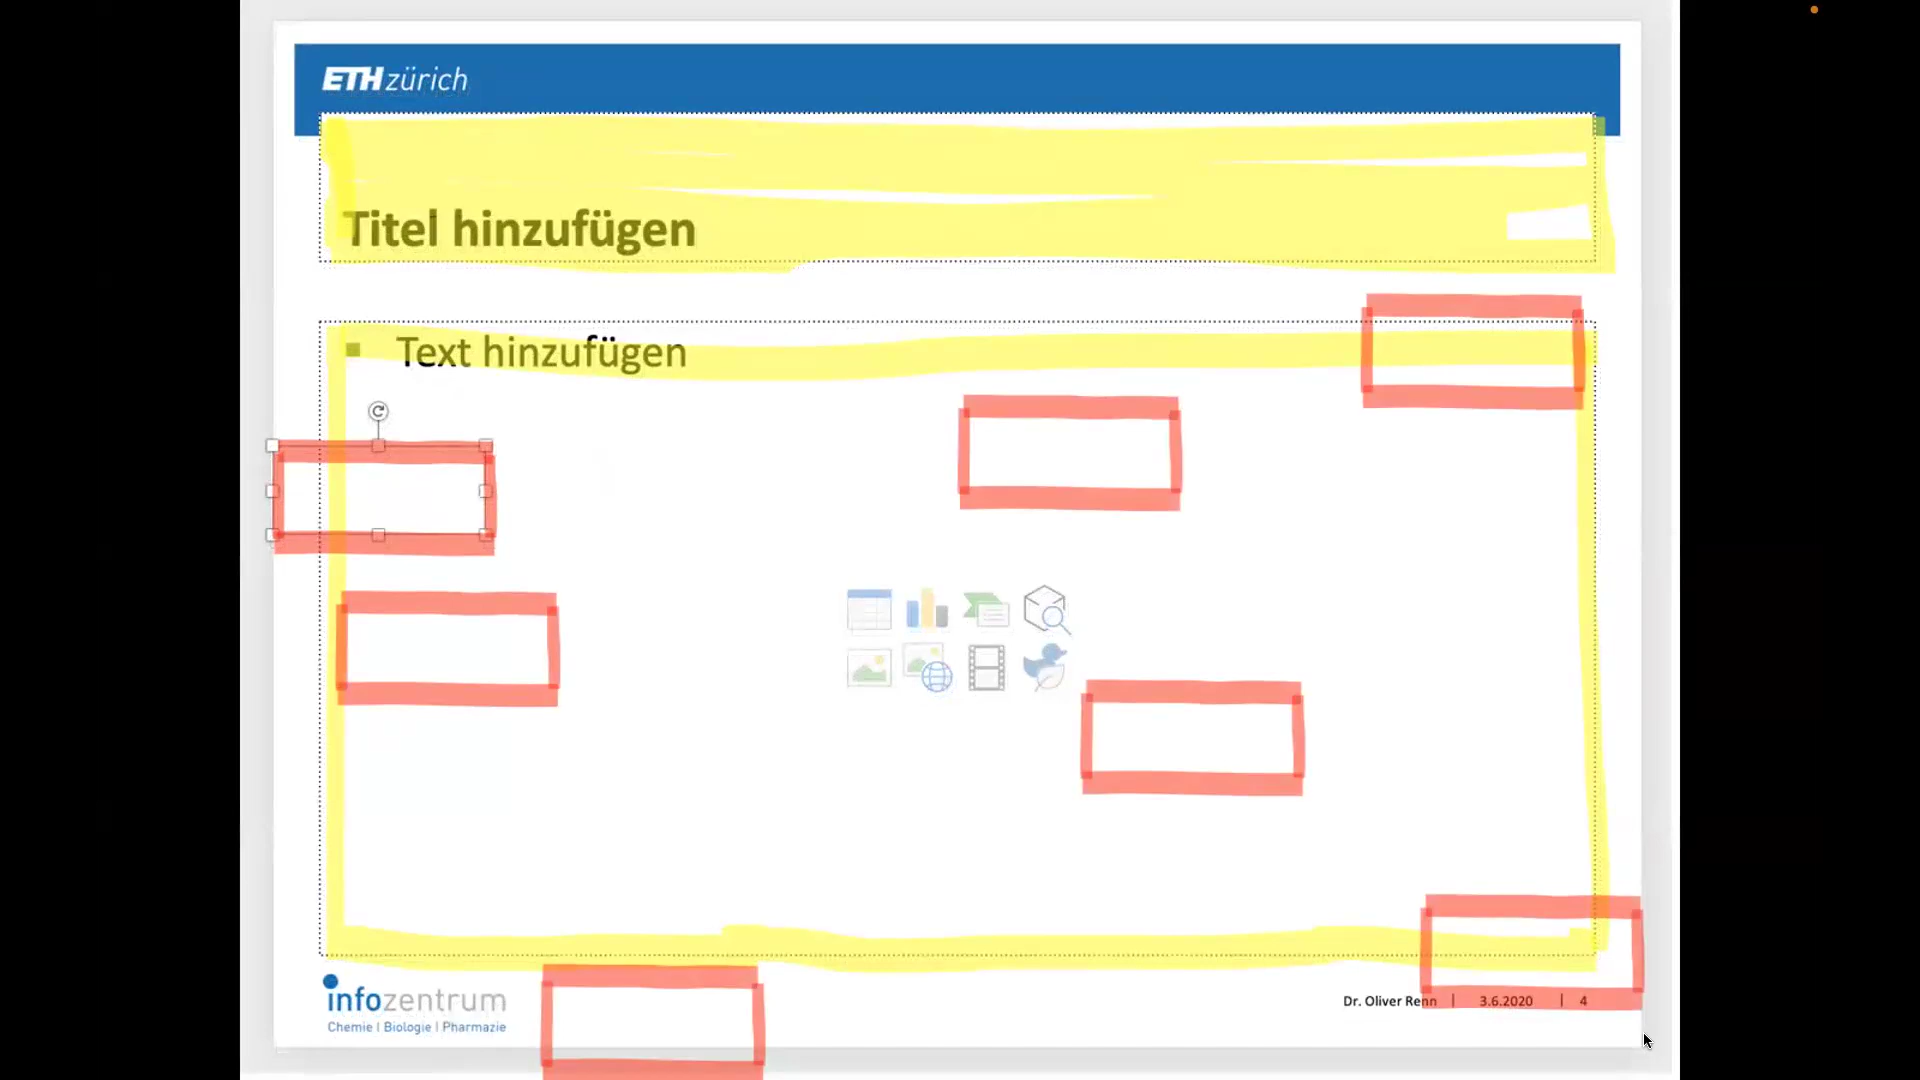 ETH zürich
Titel hinzufügen
Text hinzufügen
infozentrum
Chemie | Biologie | Pharmazie
Dr. Oliver Renn | 3.6.2020 | 4